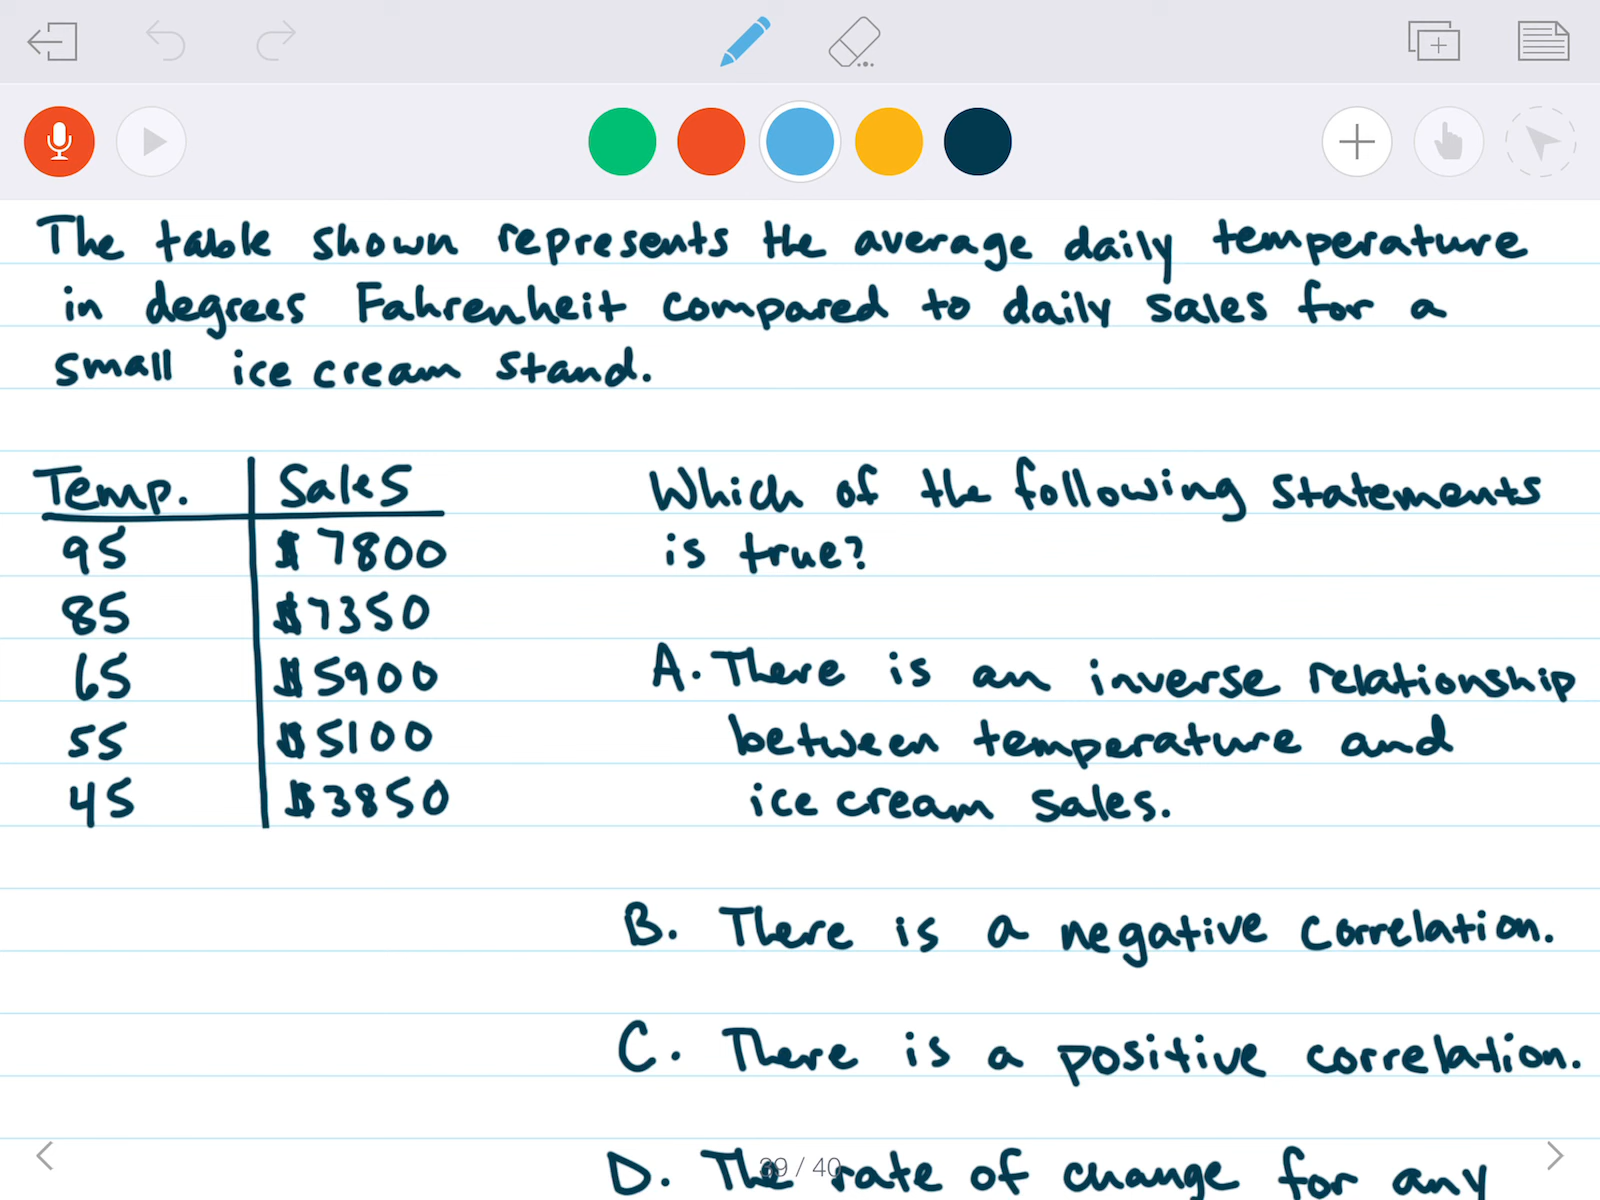 The table shown represents the average daily temperature
in degrees Fahrenheit compared to daily sales for a
small ice cream stand.
Temp. Sales
95 $7800
85 $7350
65 $5900
55 $5100
45 $3850
Which of the following statements
is true?
A. There is an inverse relationship
between temperature and
ice cream sales.
B. There is a negative correlation.
C. There is a positive correlation.
D. The rate of change for any
39 / 40